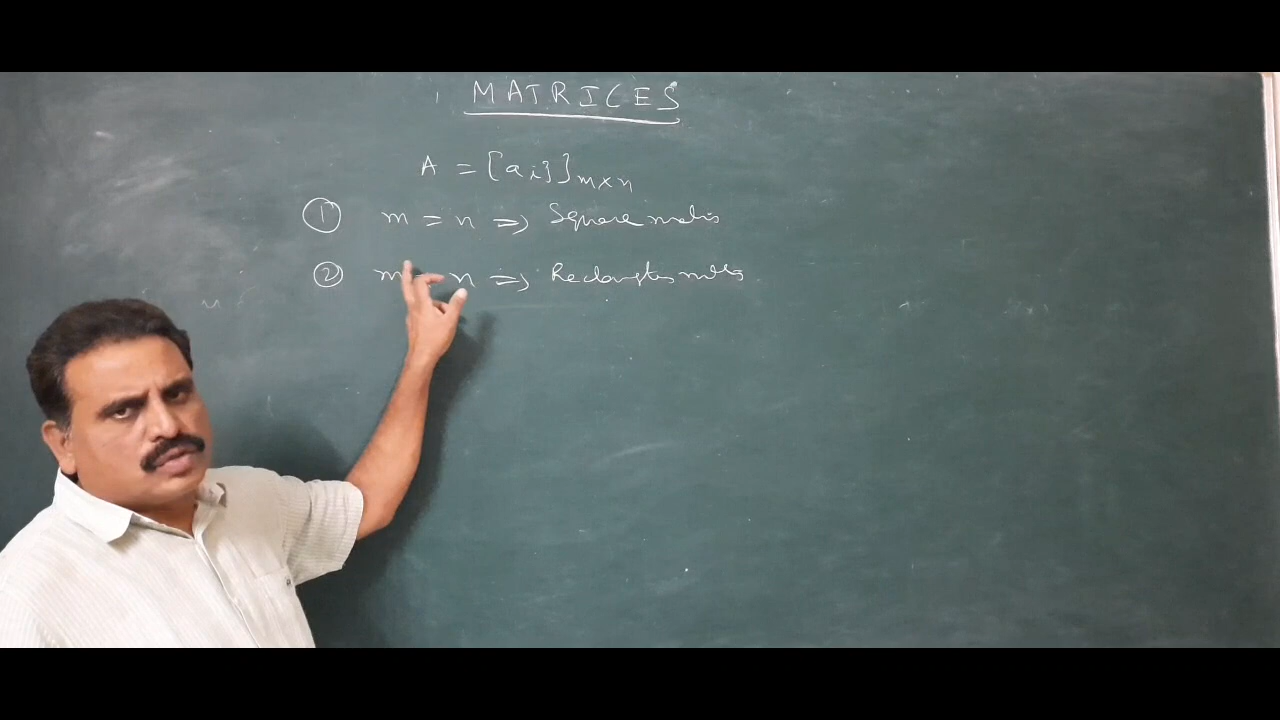 MATRICES
A = [aij]m×n
① m = n ⇒ Square matrix
② m n ⇒ Rectangular matrix